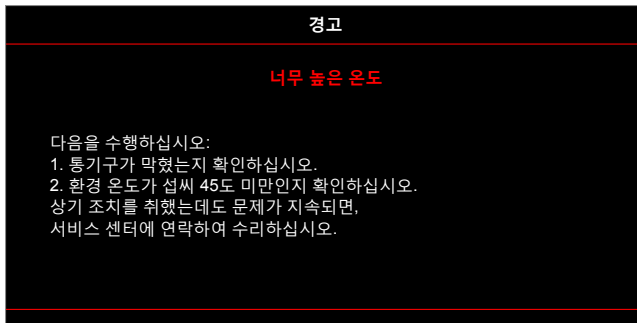 경고
너무 높은 온도
다음을 수행하십시오:
1. 통기구가 막혔는지 확인하십시오.
2. 환경 온도가 섭씨 45도 미만인지 확인하십시오.
상기 조치를 취했는데도 문제가 지속되면,
서비스 센터에 연락하여 수리하십시오.